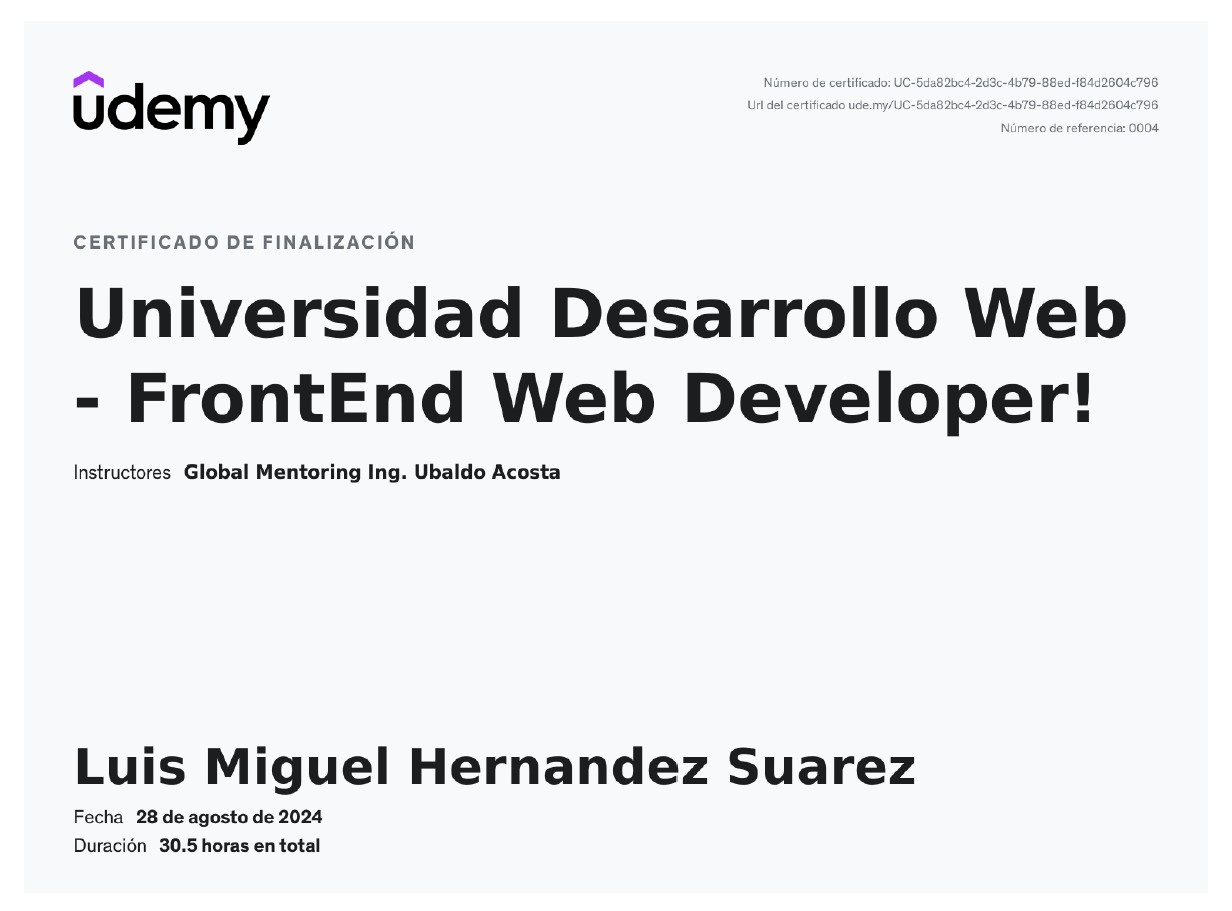 udemy
Número de certificado: UC-5da82bc4-2d3c-4b79-88ed-f84d2604c796
Url del certificado ude.my/UC-5da82bc4-2d3c-4b79-88ed-f84d2604c796
Número de referencia: 0004
CERTIFICADO DE FINALIZACIÓN
Universidad Desarrollo Web
- FrontEnd Web Developer!
Instructores Global Mentoring Ing. Ubaldo Acosta
Luis Miguel Hernandez Suarez
Fecha 28 de agosto de 2024
Duración 30.5 horas en total